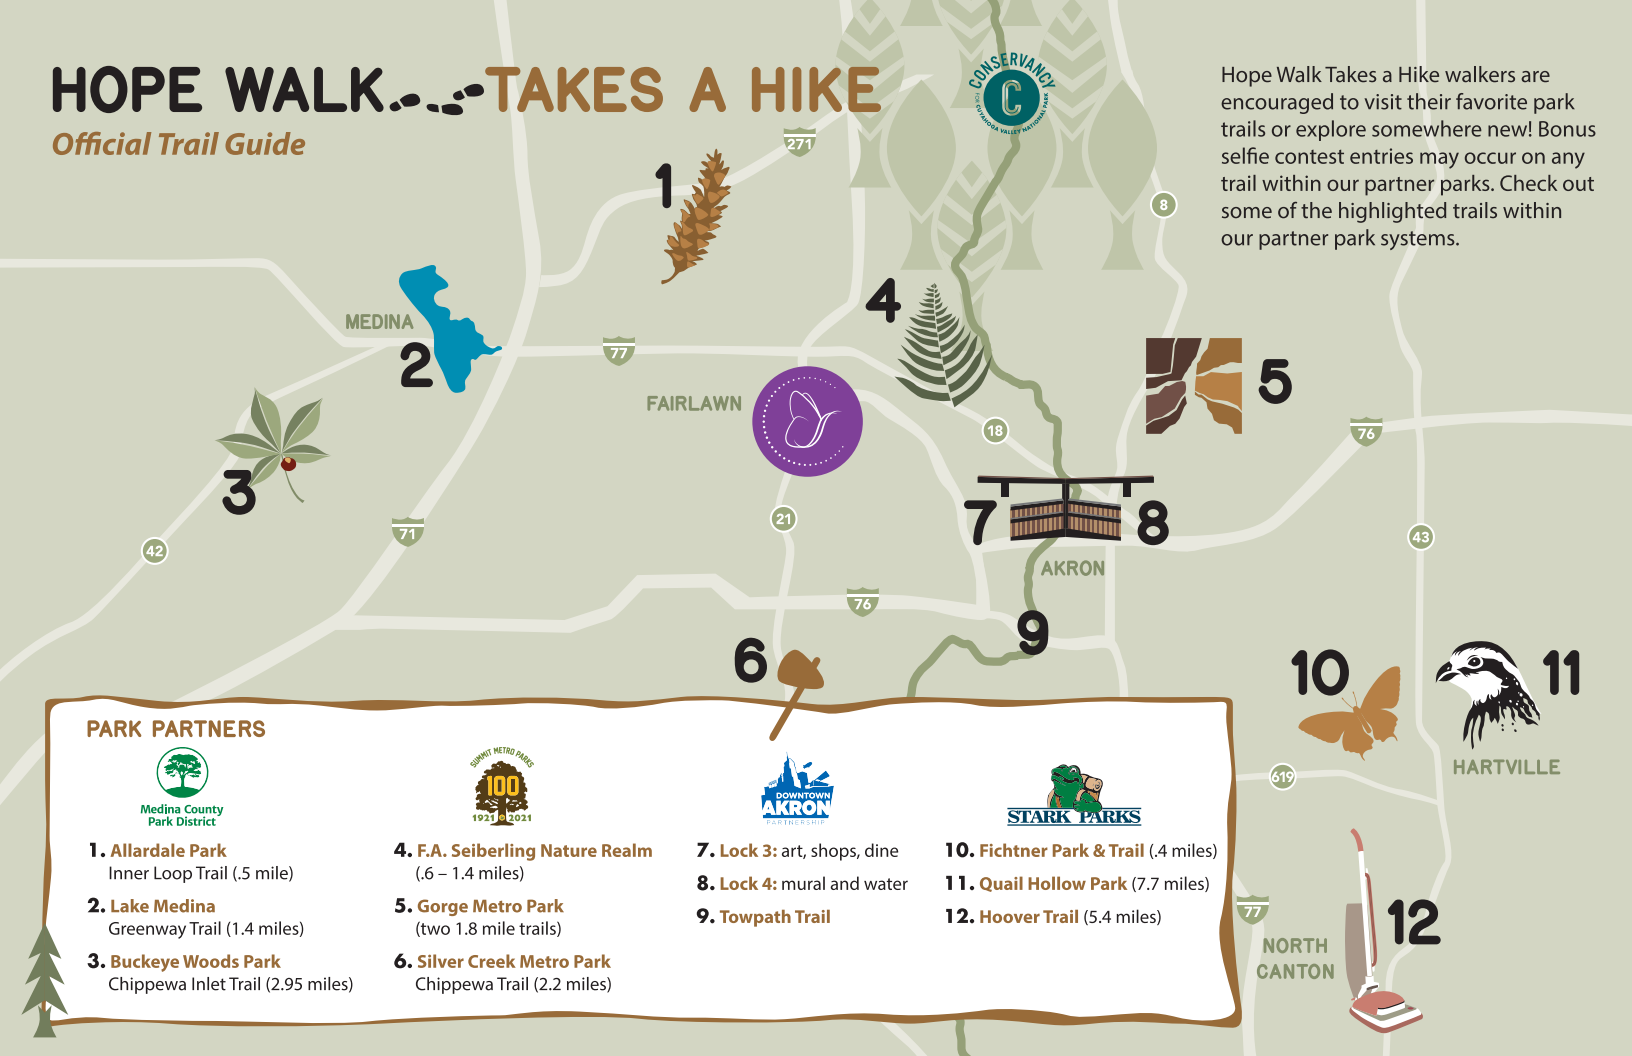 HOPE WALK TAKES A HIKE
Official Trail Guide
CONSERVANCY
FOR
CUYAHOGA VALLEY NATIONAL PARK
C
Hope Walk Takes a Hike walkers are
encouraged to visit their favorite park
trails or explore somewhere new! Bonus
selfie contest entries may occur on any
trail within our partner parks. Check out
some of the highlighted trails within
our partner park systems.
271
1
8
4
MEDINA
2
77
5
FAIRLAWN
18
76
3
7
8
21
71
42
43
AKRON
76
9
6
10
11
HARTVILLE
619
77
12
NORTH
CANTON
PARK PARTNERS
Medina County
Park District
1. Allardale Park
Inner Loop Trail (.5 mile)
2. Lake Medina
Greenway Trail (1.4 miles)
3. Buckeye Woods Park
Chippewa Inlet Trail (2.95 miles)
SUMMIT METRO PARKS
100
1921 2021
4. F.A. Seiberling Nature Realm
(.6 – 1.4 miles)
5. Gorge Metro Park
(two 1.8 mile trails)
6. Silver Creek Metro Park
Chippewa Trail (2.2 miles)
DOWNTOWN
AKRON
PARTNERSHIP
7. Lock 3: art, shops, dine
8. Lock 4: mural and water
9. Towpath Trail
STARK PARKS
10. Fichtner Park & Trail (.4 miles)
11. Quail Hollow Park (7.7 miles)
12. Hoover Trail (5.4 miles)